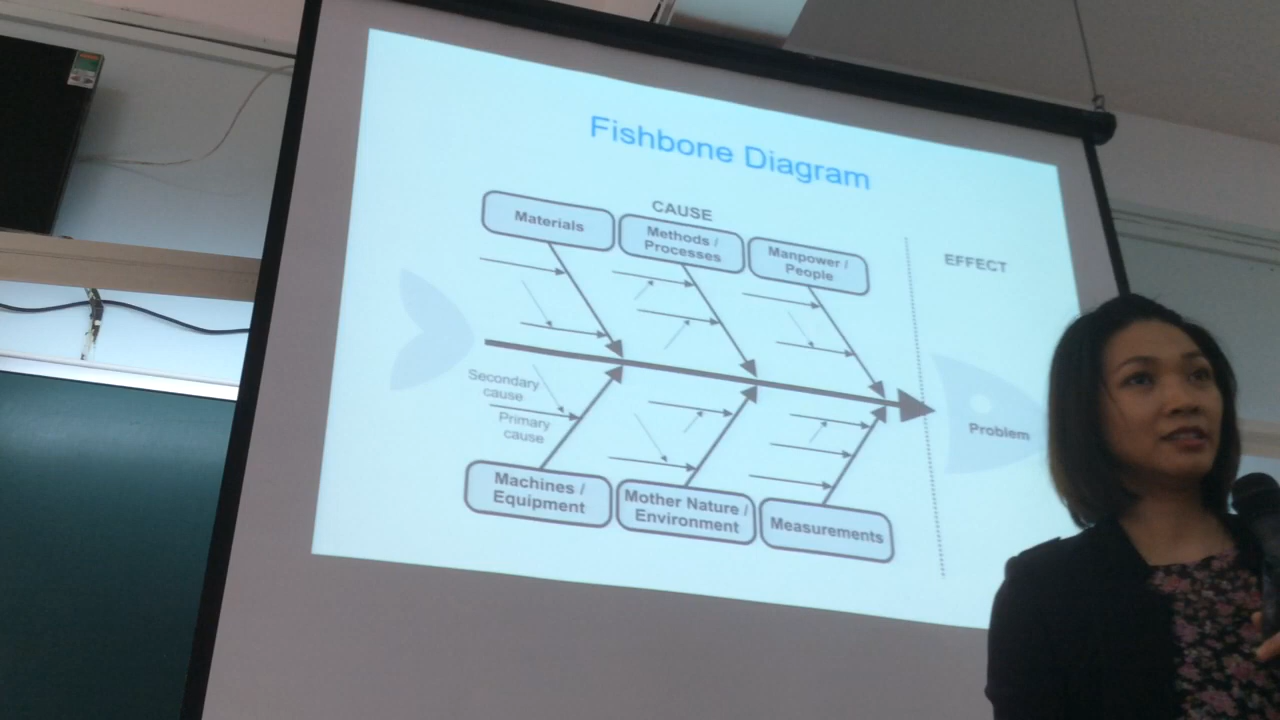 Fishbone Diagram
CAUSE
EFFECT
Materials
Methods /
Processes
Manpower /
People
Secondary
cause
Primary
cause
Problem
Machines /
Equipment
Mother Nature /
Environment
Measurements